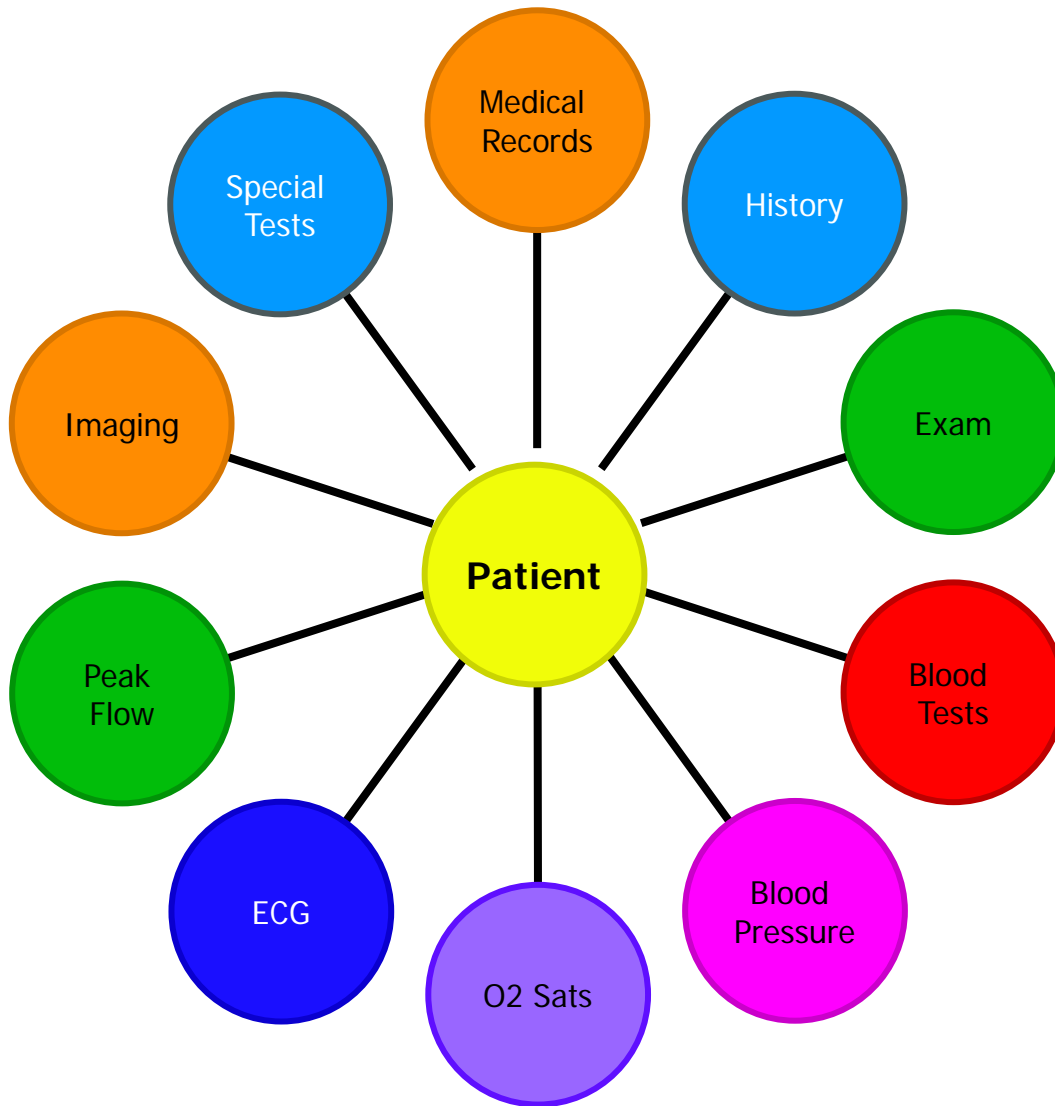 Medical
Records
Special
Tests
History
Imaging
Exam
Patient
Peak
Flow
Blood
Tests
ECG
Blood
Pressure
O2 Sats